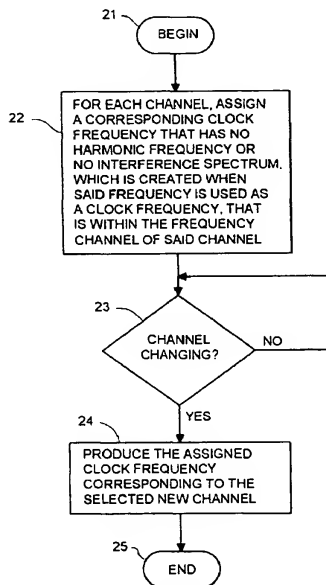 21
BEGIN
22
FOR EACH CHANNEL, ASSIGN
A CORRESPONDING CLOCK
FREQUENCY THAT HAS NO
HARMONIC FREQUENCY OR
NO INTERFERENCE SPECTRUM,
WHICH IS CREATED WHEN
SAID FREQUENCY IS USED AS
A CLOCK FREQUENCY, THAT
IS WITHIN THE FREQUENCY
CHANNEL OF SAID CHANNEL
23
CHANNEL
CHANGING?
NO
YES
24
PRODUCE THE ASSIGNED
CLOCK FREQUENCY
CORRESPONDING TO THE
SELECTED NEW CHANNEL
25
END